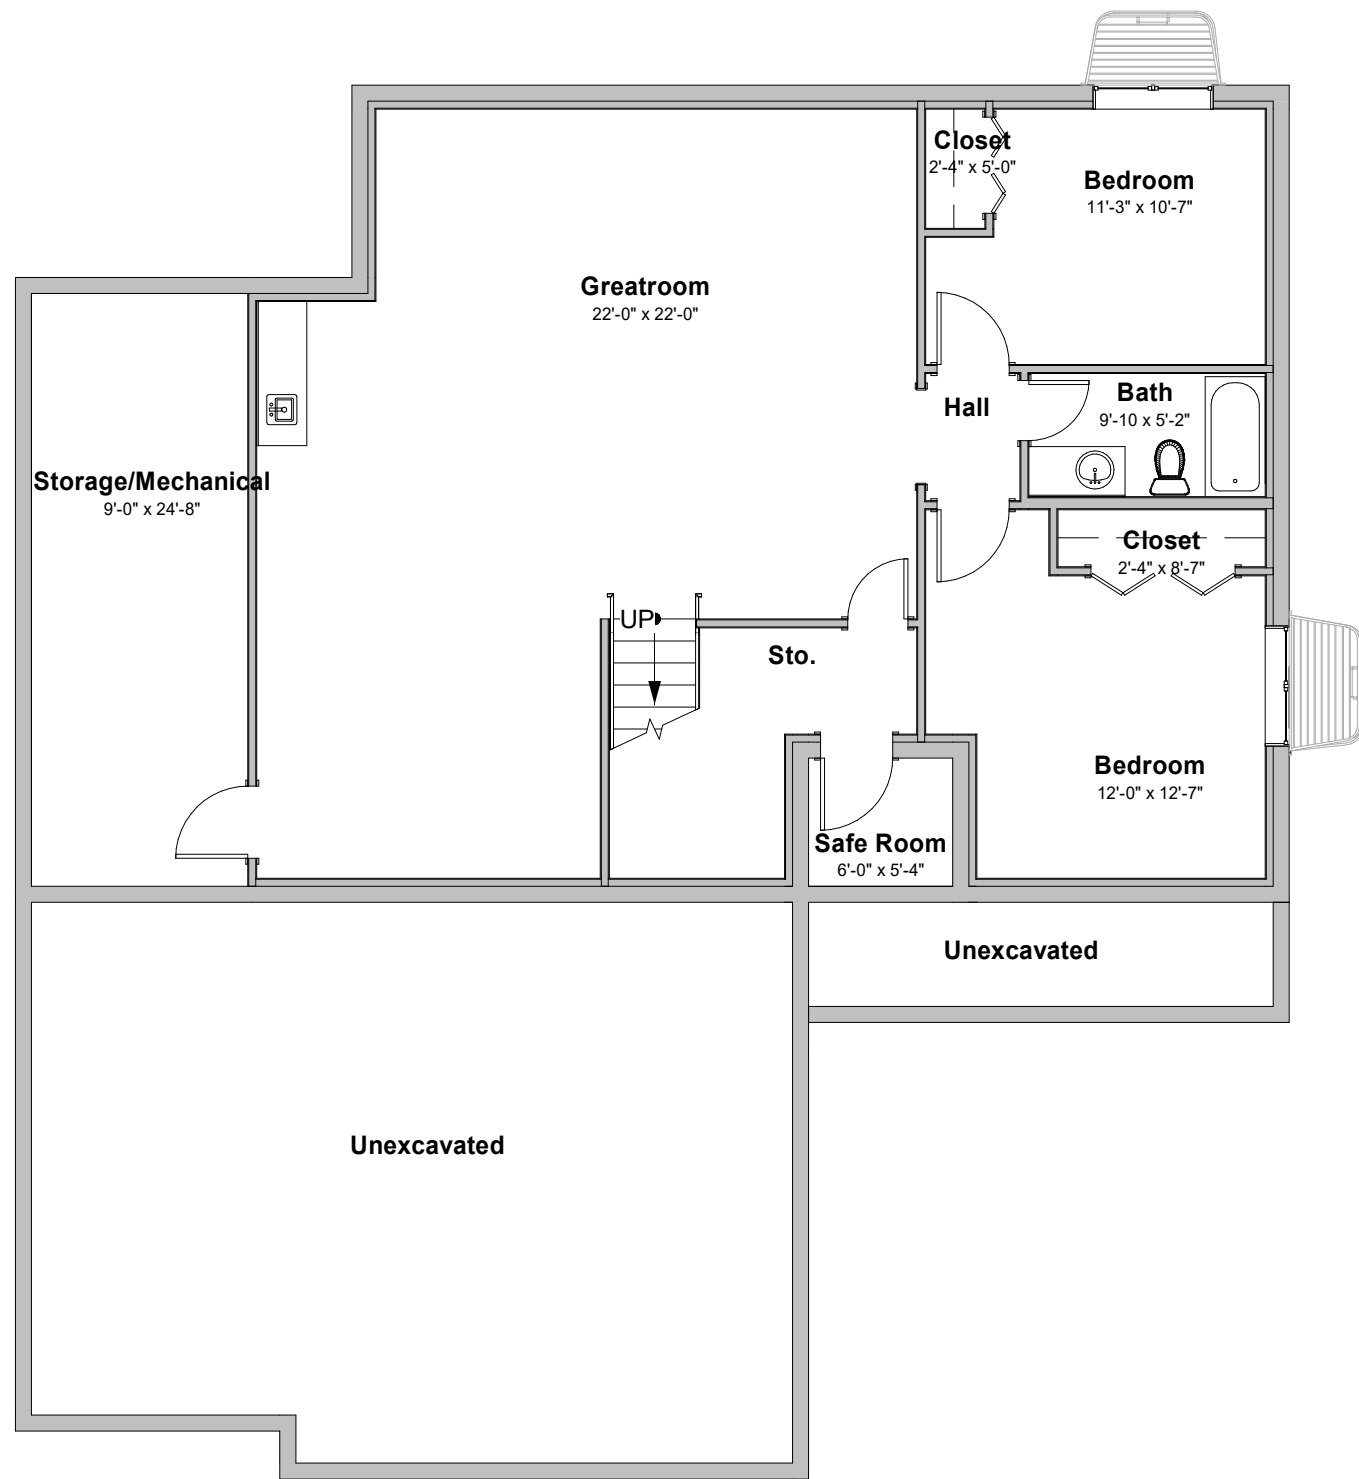 Closet
2'-4" x 5'-0"
Bedroom
11'-3" x 10'-7"
Greatroom
22'-0" x 22'-0"
Hall
Bath
9'-10 x 5'-2"
Storage/Mechanical
9'-0" x 24'-8"
Closet
2'-4" x 8'-7"
UP
Sto.
Bedroom
12'-0" x 12'-7"
Safe Room
6'-0" x 5'-4"
Unexcavated
Unexcavated